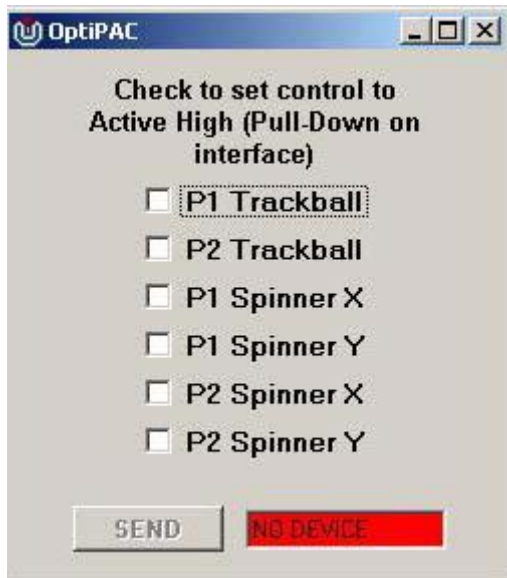 OptiPAC
Check to set control to
Active High (Pull-Down on
interface)
P1 Trackball
P2 Trackball
P1 Spinner X
P1 Spinner Y
P2 Spinner X
P2 Spinner Y
SEND
NO DEVICE